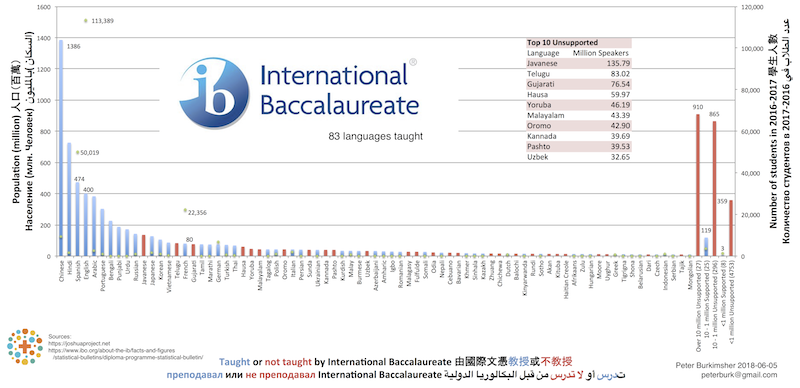 Population (million) 人口(百萬)
Население (млн. Человек) السكان (بالمليون)
1600
1400
1200
1000
800
600
400
200
0
1386
474
400
80
113,389
50,019
22,356
ib
International
Baccalaureate
®
83 languages taught
Top 10 Unsupported
Language Million Speakers
Javanese 135.79
Telugu 83.02
Gujarati 76.54
Hausa 59.97
Yoruba 46.19
Malayalam 43.39
Oromo 42.90
Kannada 39.69
Pashto 39.53
Uzbek 32.65
910
119
865
3
359
120,000
100,000
80,000
60,000
40,000
20,000
0
Number of students in 2016-2017 學生人數
Количество студентов в 2017-2016 عدد الطلاب في
Chinese
Hindi
Spanish
English
Arabic
Portuguese
Bengali
Punjabi
Urdu
Russian
Javanese
Japanese
Korean
Vietnamese
Telugu
French
Gujarati
Tamil
Marathi
German
Turkish
Thai
Hausa
Yoruba
Malayalam
Tagalog
Polish
Oromo
Italian
Persian
Sunda
Ukrainian
Kannada
Pashto
Kurdish
Malay
Burmese
Uzbek
Azerbaijani
Amharic
Igbo
Romanian
Malagasy
Fulfulde
Somali
Odia
Nepali
Cebuano
Bavarian
Khmer
Sinhala
Kazakh
Zhuang
Chichewa
Dutch
Balochi
Kinyarwanda
Rundi
Sotho
Akan
Kituba
Haitian Creole
Afrikaans
Zulu
Hungarian
Moore
Uyghur
Greek
Tigrigna
Shona
Belarusian
Dari
Czech
Indonesian
Serbian
Tajik
Mongolian
Over 10 million Unsupported (27)
10 - 1 million Supported (25)
10 - 1 million Unsupported (296)
<1 million Supported (8)
<1 million Unsupported (4753)
Sources:
https://joshuaproject.net
https://www.ibo.org/about-the-ib/facts-and-figures
/statistical-bulletins/diploma-programme-statistical-bulletin/
Taught or not taught by International Baccalaureate 由國際文憑教授或不教授
преподавал или не преподавал International Baccalaureate تدرس أو لا تدرس من قبل البكالوريا الدولية
Peter Burkimsher 2018-06-05
peterburk@gmail.com